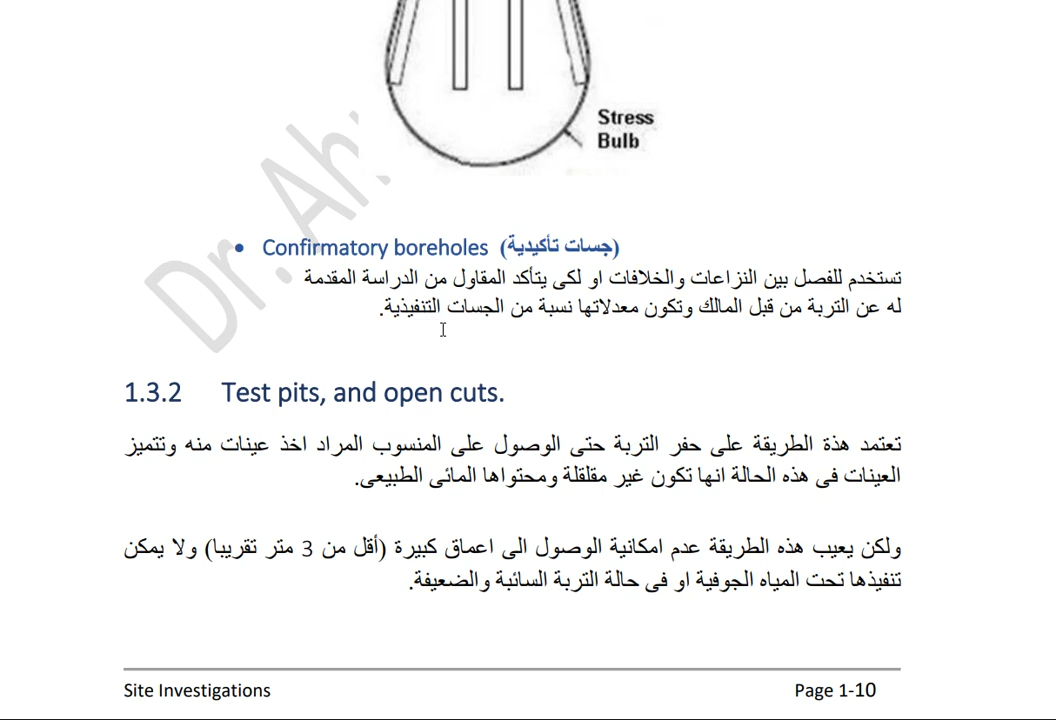 Stress
Bulb
Dr. Ah
• Confirmatory boreholes (جسات تأكيدية)
تستخدم للفصل بين النزاعات والخلافات او لكى يتأكد المقاول من الدراسة المقدمة
له عن التربة من قبل المالك وتكون معدلاتها نسبة من الجسات التنفيذية.
1.3.2 Test pits, and open cuts.
تعتمد هذة الطريقة على حفر التربة حتى الوصول على المنسوب المراد اخذ عينات منه وتتميز
العينات فى هذه الحالة انها تكون غير مقلقلة ومحتواها المائى الطبيعى.
ولكن يعيب هذه الطريقة عدم امكانية الوصول الى اعماق كبيرة (أقل من 3 متر تقريبا) ولا يمكن
تنفيذها تحت المياه الجوفية او فى حالة التربة السائبة والضعيفة.
Site Investigations Page 1-10